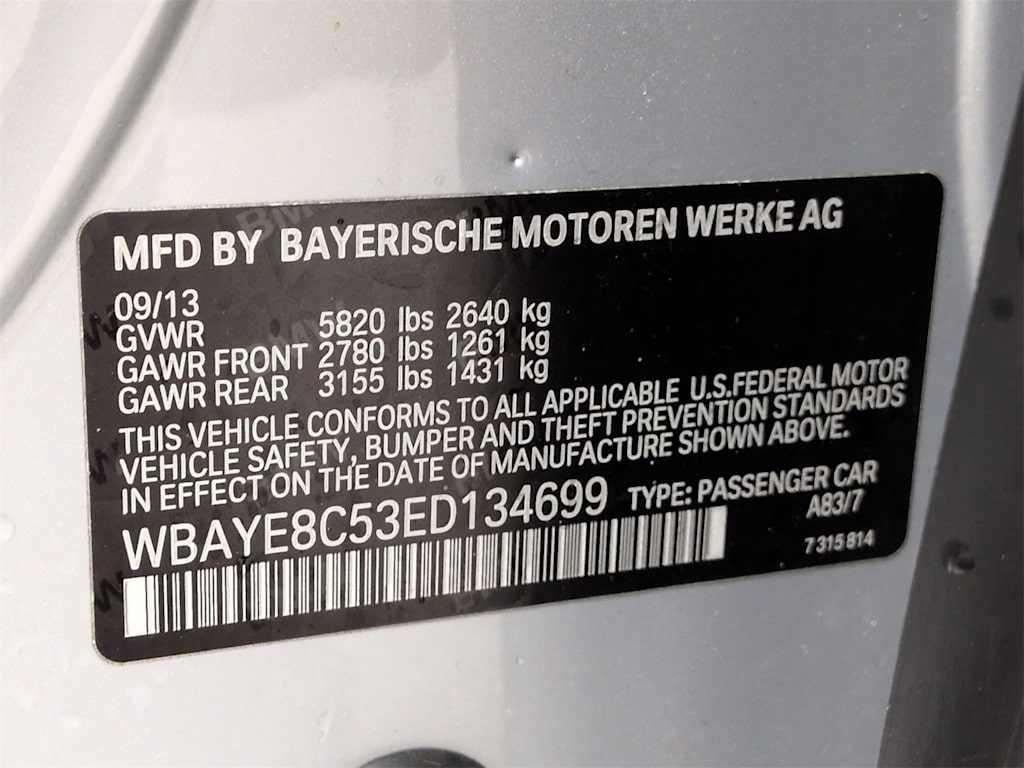 MFD BY BAYERISCHE MOTOREN WERKE AG
09/13
GVWR 5820 lbs 2640 kg
GAWR FRONT 2780 lbs 1261 kg
GAWR REAR 3155 lbs 1431 kg
THIS VEHICLE CONFORMS TO ALL APPLICABLE U.S.FEDERAL MOTOR
VEHICLE SAFETY, BUMPER AND THEFT PREVENTION STANDARDS
IN EFFECT ON THE DATE OF MANUFACTURE SHOWN ABOVE.
WBAYE8C53ED134699 TYPE: PASSENGER CAR
A83/7
7 315 814